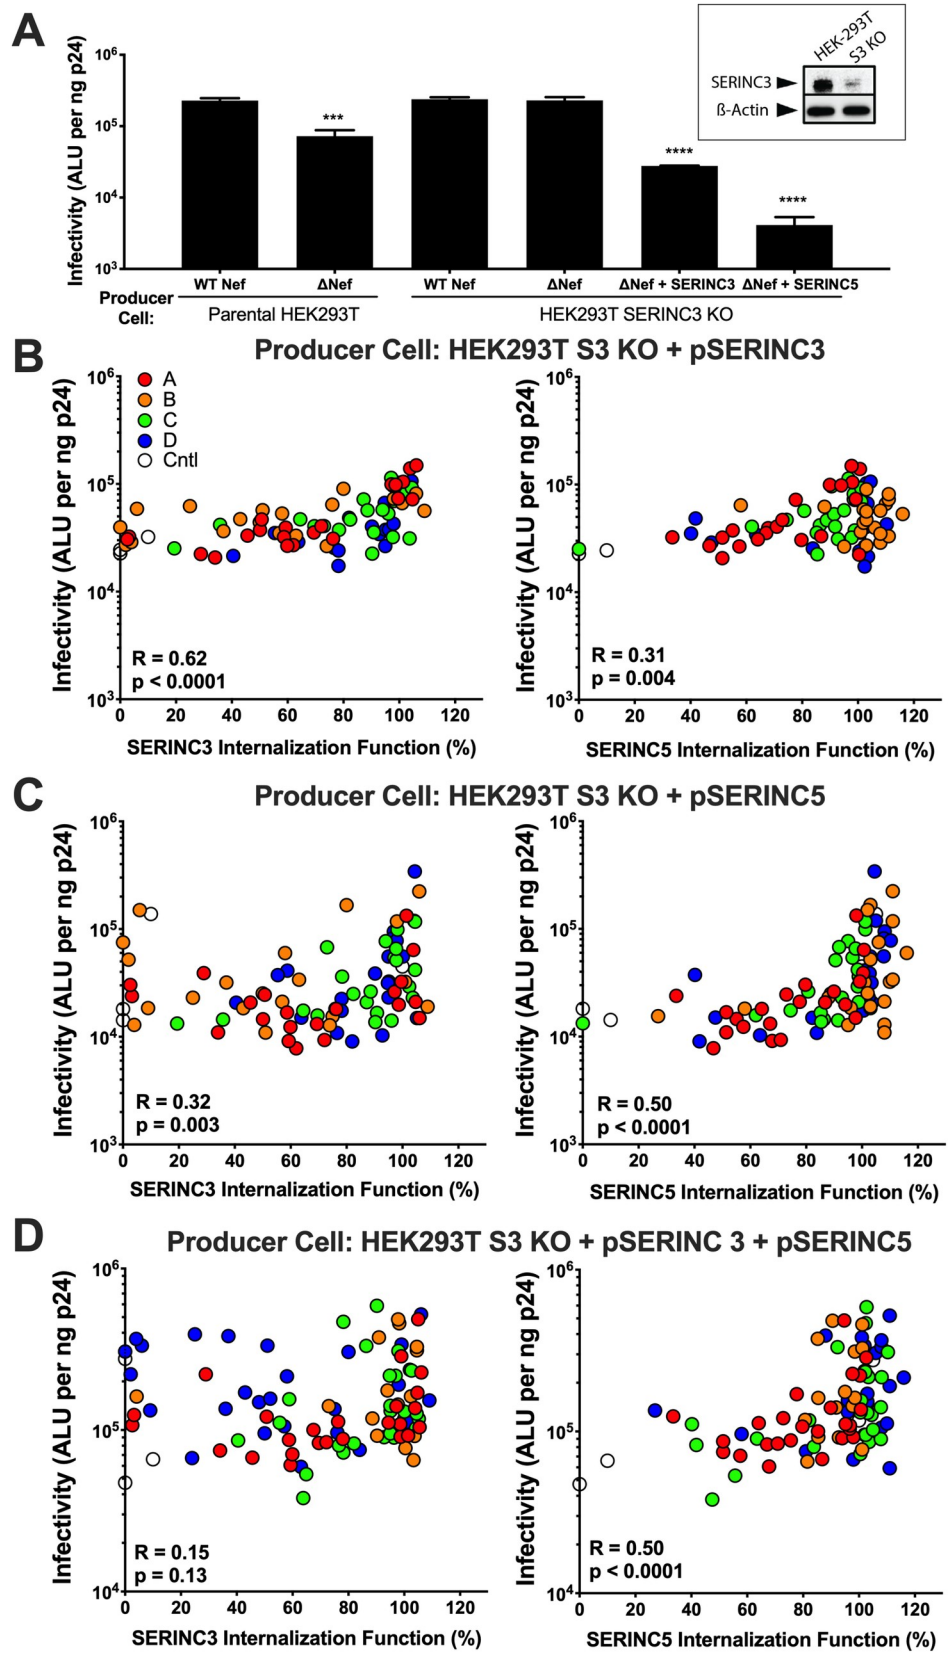 A
Infectivity (ALU per ng p24)
10⁶
10⁵
10⁴
10³
***
****
****
HEK-293T
S3 KO
SERINC3
ß-Actin
WT Nef
ΔNef
WT Nef
ΔNef
ΔNef + SERINC3
ΔNef + SERINC5
Producer
Cell:
Parental HEK293T
HEK293T SERINC3 KO
B
Producer Cell: HEK293T S3 KO + pSERINC3
Infectivity (ALU per ng p24)
10⁶
10⁵
10⁴
10³
A
B
C
D
Cntl
R = 0.62
p < 0.0001
0 20 40 60 80 100 120
SERINC3 Internalization Function (%)
Infectivity (ALU per ng p24)
10⁶
10⁵
10⁴
10³
R = 0.31
p = 0.004
0 20 40 60 80 100 120
SERINC5 Internalization Function (%)
C
Producer Cell: HEK293T S3 KO + pSERINC5
Infectivity (ALU per ng p24)
10⁶
10⁵
10⁴
10³
R = 0.32
p = 0.003
0 20 40 60 80 100 120
SERINC3 Internalization Function (%)
Infectivity (ALU per ng p24)
10⁶
10⁵
10⁴
10³
R = 0.50
p < 0.0001
0 20 40 60 80 100 120
SERINC5 Internalization Function (%)
D
Producer Cell: HEK293T S3 KO + pSERINC 3 + pSERINC5
Infectivity (ALU per ng p24)
10⁶
10⁵
10⁴
R = 0.15
p = 0.13
0 20 40 60 80 100 120
SERINC3 Internalization Function (%)
Infectivity (ALU per ng p24)
10⁶
10⁵
10⁴
R = 0.50
p < 0.0001
0 20 40 60 80 100 120
SERINC5 Internalization Function (%)